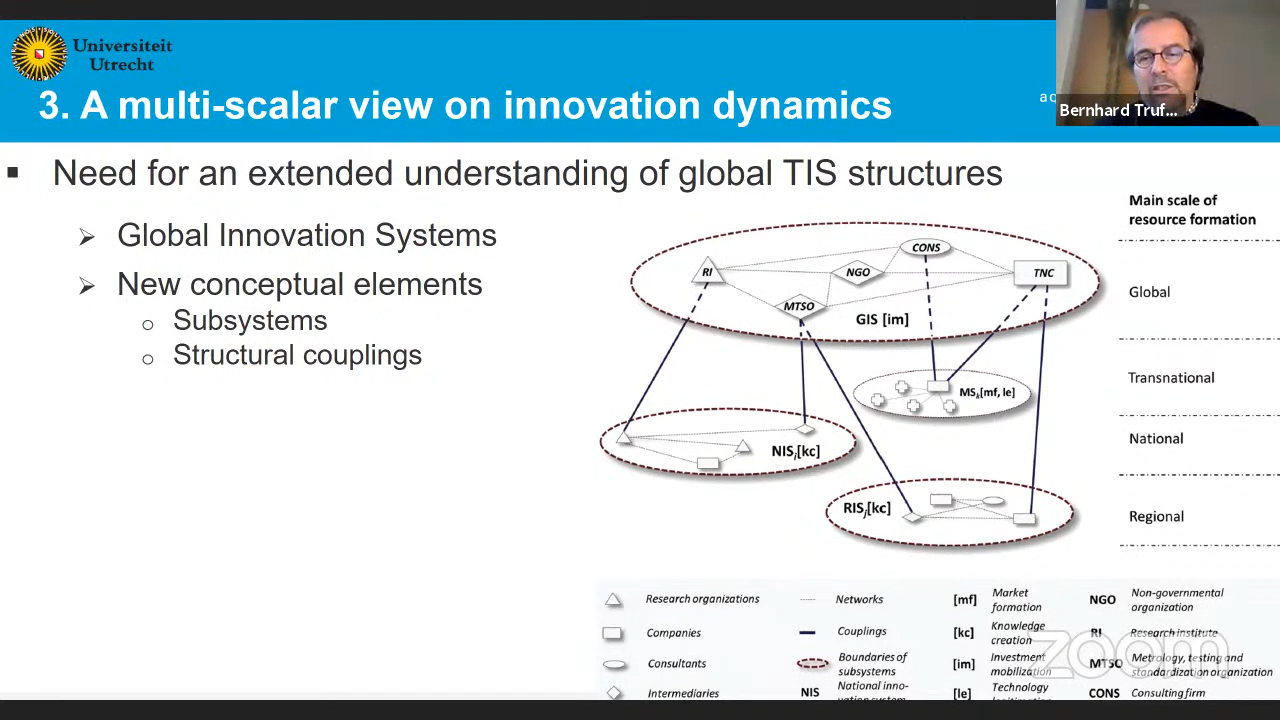 Universiteit
Utrecht
3. A multi-scalar view on innovation dynamics
Bernhard Truf...
Need for an extended understanding of global TIS structures
Global Innovation Systems
New conceptual elements
Subsystems
Structural couplings
Main scale of
resource formation
Global
Transnational
National
Regional
CONS
RI
NGO
TNC
MTSO
GIS [im]
MSk[mf, le]
NISi[kc]
RISj[kc]
Research organizations
Companies
Consultants
Intermediaries
Networks
Couplings
Boundaries of
subsystems
NIS National inno-
[mf] Market
formation
[kc] Knowledge
creation
[im] Investment
mobilization
[le] Technology
NGO Non-governmental
organization
RI Research institute
MTSO Metrology, testing and
standardization organization
CONS Consulting firm
zoom